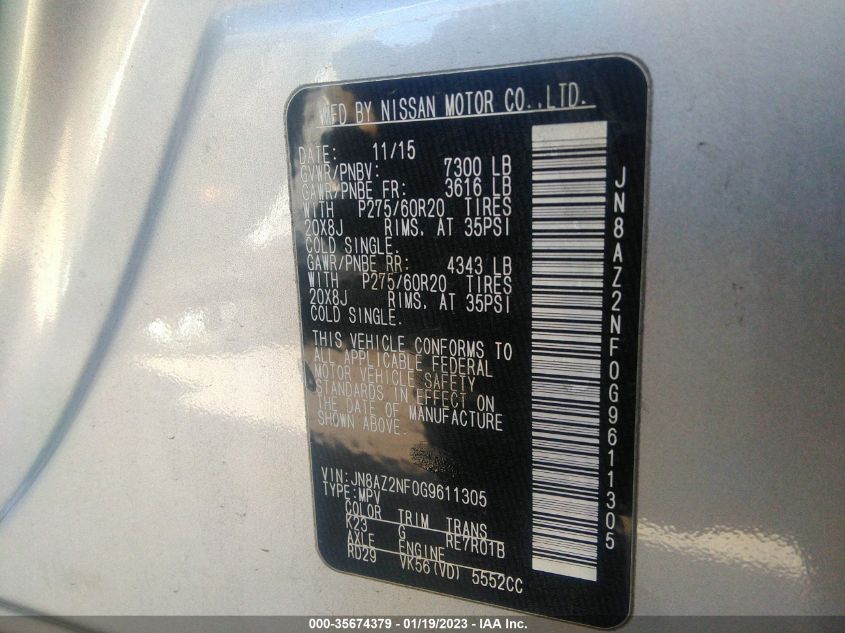 MFD BY NISSAN MOTOR CO.,LTD.
DATE: 11/15
GVWR/PNBV: 7300 LB
GAWR/PNBE FR: 3616 LB
WITH P275/60R20 TIRES
20X8J RIMS. AT 35PSI
COLD SINGLE.
GAWR/PNBE RR: 4343 LB
WITH P275/60R20 TIRES
20X8J RIMS. AT 35PSI
COLD SINGLE.
THIS VEHICLE CONFORMS TO
ALL APPLICABLE FEDERAL
MOTOR VEHICLE SAFETY
STANDARDS IN EFFECT ON
THE DATE OF MANUFACTURE
SHOWN ABOVE.
VIN:JN8AZ2NF0G9611305
TYPE:MPV
COLOR TRIM TRANS
K23 G RE7R01B
AXLE ENGINE
RD29 VK56(VD) 5552CC
JN8AZ2NF0G9611305
000-35674379 - 01/19/2023 - IAA Inc.